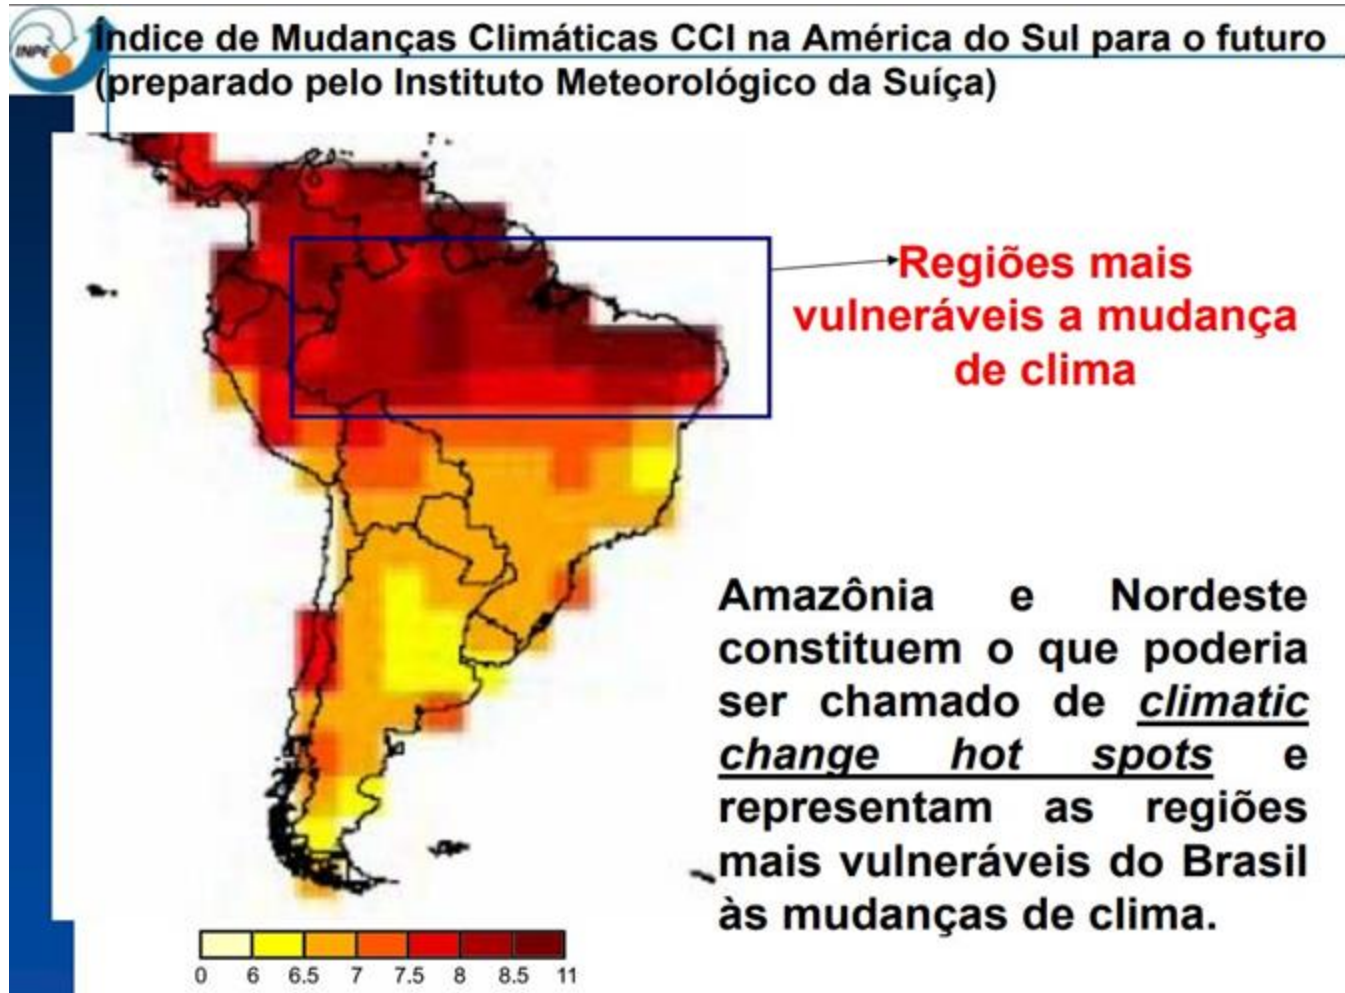 INPE
Índice de Mudanças Climáticas CCI na América do Sul para o futuro
(preparado pelo Instituto Meteorológico da Suíça)
Regiões mais
vulneráveis a mudança
de clima
Amazônia e Nordeste
constituem o que poderia
ser chamado de climatic
change hot spots e
representam as regiões
mais vulneráveis do Brasil
às mudanças de clima.
0 6 6.5 7 7.5 8 8.5 11